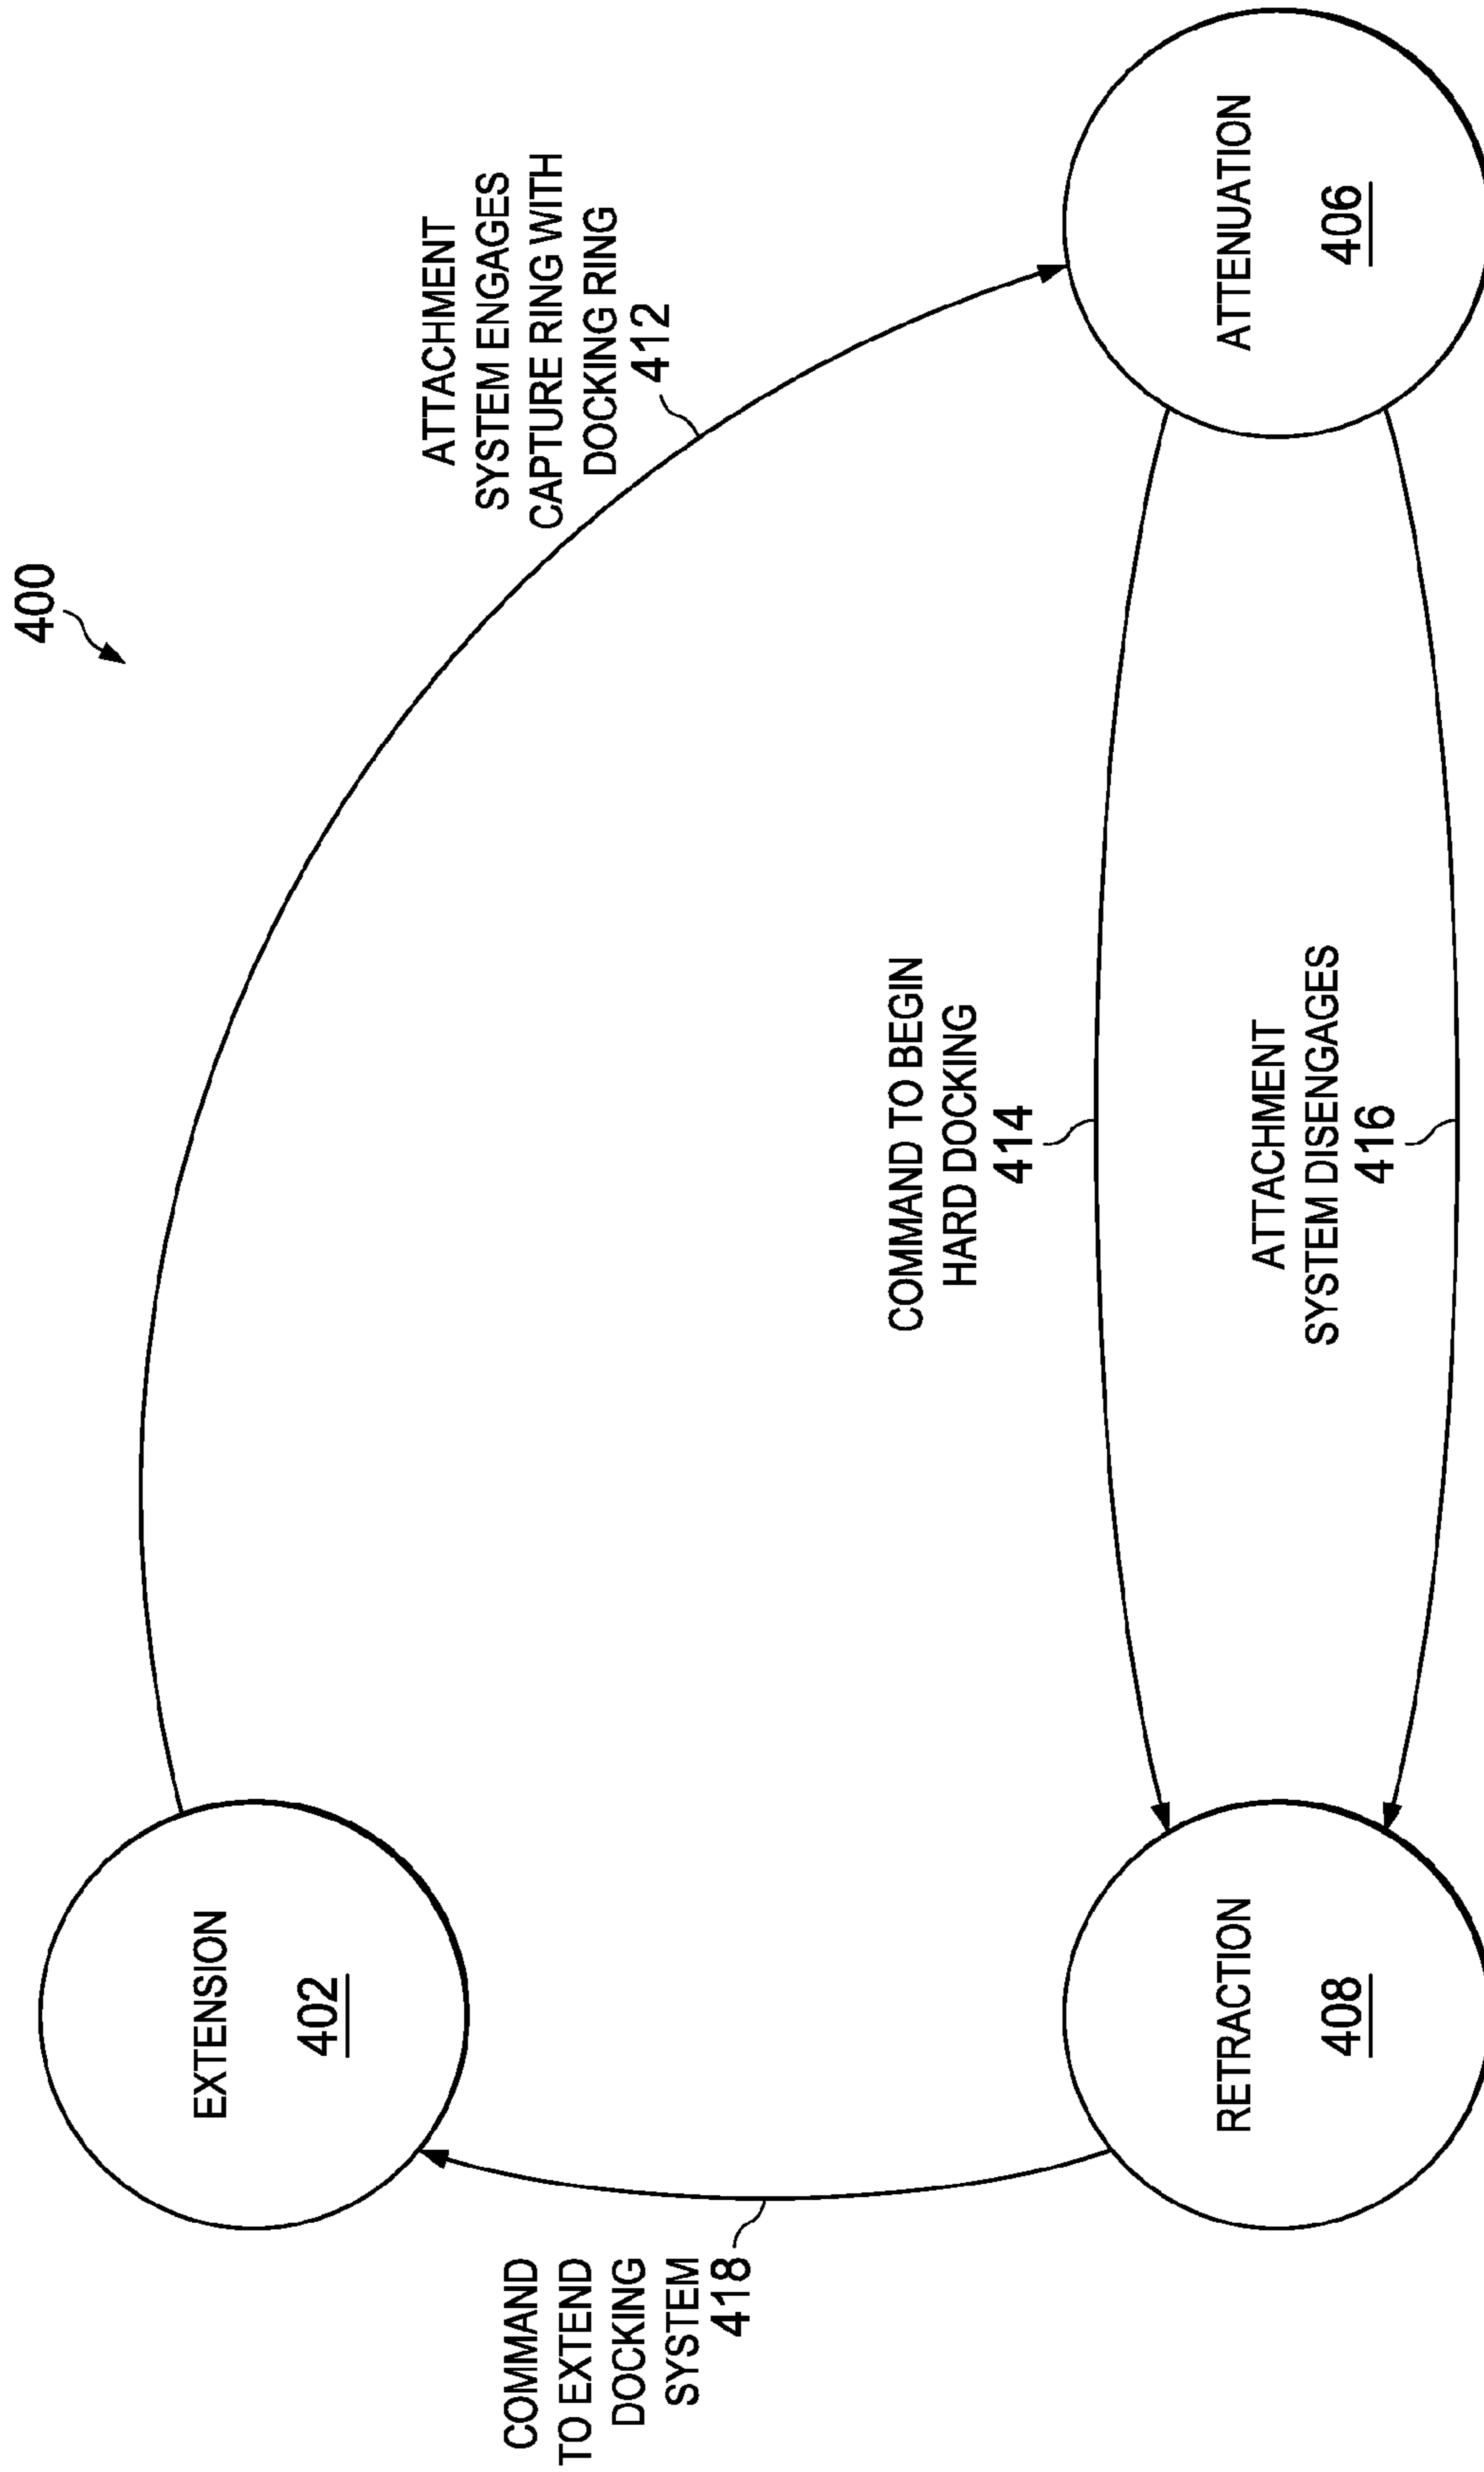 400
EXTENSION
402
ATTACHMENT
SYSTEM ENGAGES
CAPTURE RING WITH
DOCKING RING
412
COMMAND
TO EXTEND
DOCKING
SYSTEM
418
COMMAND TO BEGIN
HARD DOCKING
414
RETRACTION
408
ATTACHMENT
SYSTEM DISENGAGES
416
ATTENUATION
406